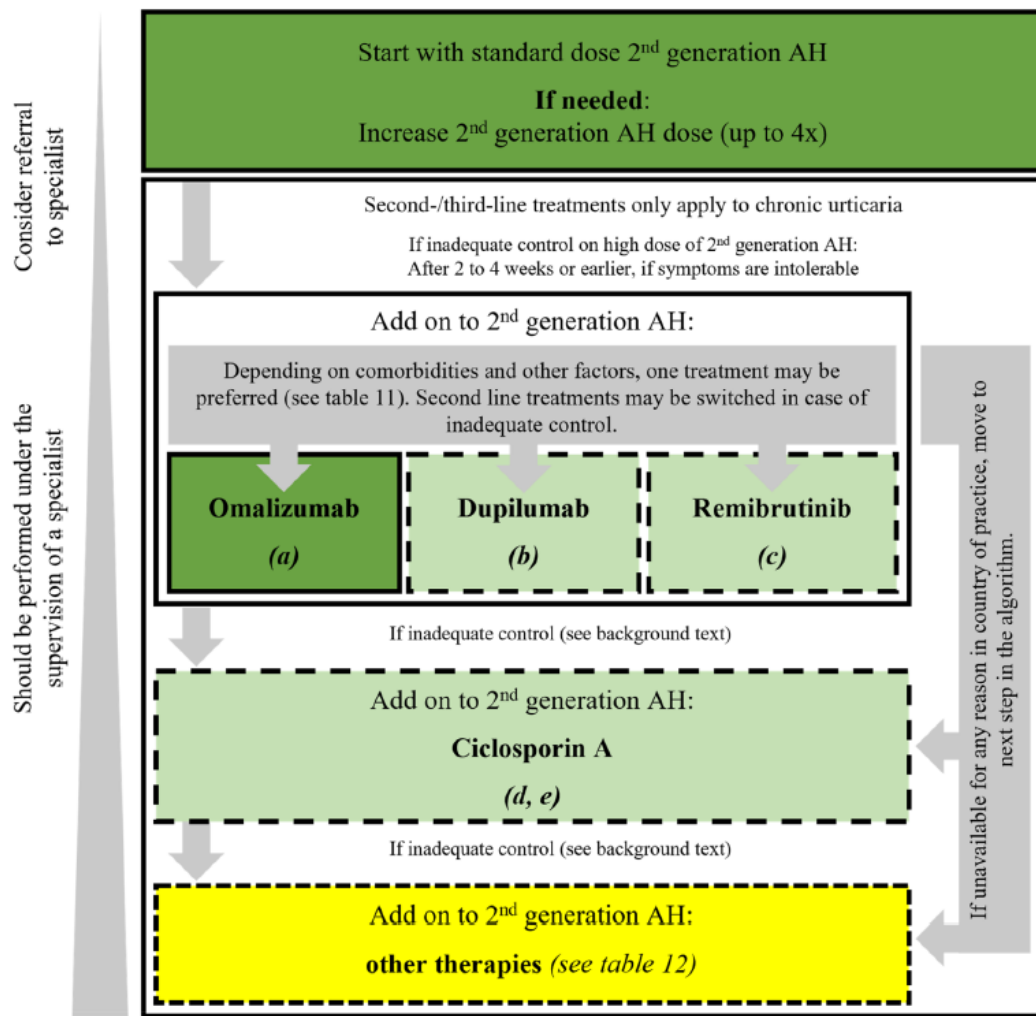 Start with standard dose 2nd generation AH
If needed:
Increase 2nd generation AH dose (up to 4x)
Consider referral
to specialist
Second-/third-line treatments only apply to chronic urticaria
If inadequate control on high dose of 2nd generation AH:
After 2 to 4 weeks or earlier, if symptoms are intolerable
Add on to 2nd generation AH:
Depending on comorbidities and other factors, one treatment may be
preferred (see table 11). Second line treatments may be switched in case of
inadequate control.
Omalizumab
(a)
Dupilumab
(b)
Remibrutinib
(c)
Should be performed under the
supervision of a specialist
If unavailable for any reason in country of practice, move to
next step in the algorithm.
If inadequate control (see background text)
Add on to 2nd generation AH:
Ciclosporin A
(d, e)
If inadequate control (see background text)
Add on to 2nd generation AH:
other therapies (see table 12)